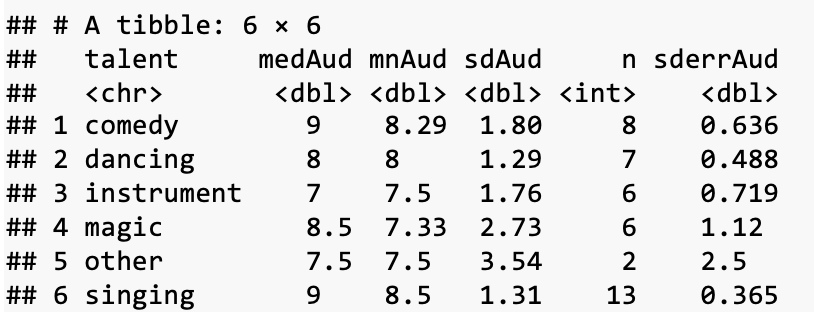 ## # A tibble: 6 × 6
##   talent     medAud mnAud sdAud     n sderrAud
##   <chr>       <dbl> <dbl> <dbl> <int>    <dbl>
## 1 comedy        9    8.29  1.80     8    0.636
## 2 dancing       8    8     1.29     7    0.488
## 3 instrument    7    7.5   1.76     6    0.719
## 4 magic         8.5  7.33  2.73     6    1.12
## 5 other         7.5  7.5   3.54     2    2.5
## 6 singing       9    8.5   1.31    13    0.365